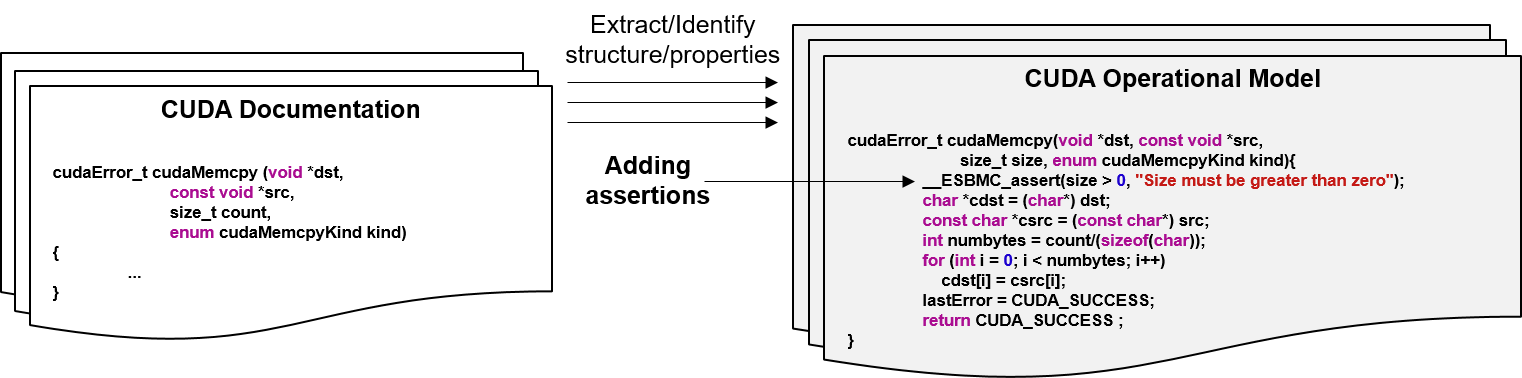 CUDA Documentation
cudaError_t cudaMemcpy (void *dst,
const void *src,
size_t count,
enum cudaMemcpyKind kind)
{
...
}
Extract/Identify
structure/properties
Adding
assertions
CUDA Operational Model
cudaError_t cudaMemcpy(void *dst, const void *src,
size_t size, enum cudaMemcpyKind kind){
__ESBMC_assert(size > 0, "Size must be greater than zero");
char *cdst = (char*) dst;
const char *csrc = (const char*) src;
int numbytes = count/(sizeof(char));
for (int i = 0; i < numbytes; i++)
cdst[i] = csrc[i];
lastError = CUDA_SUCCESS;
return CUDA_SUCCESS ;
}